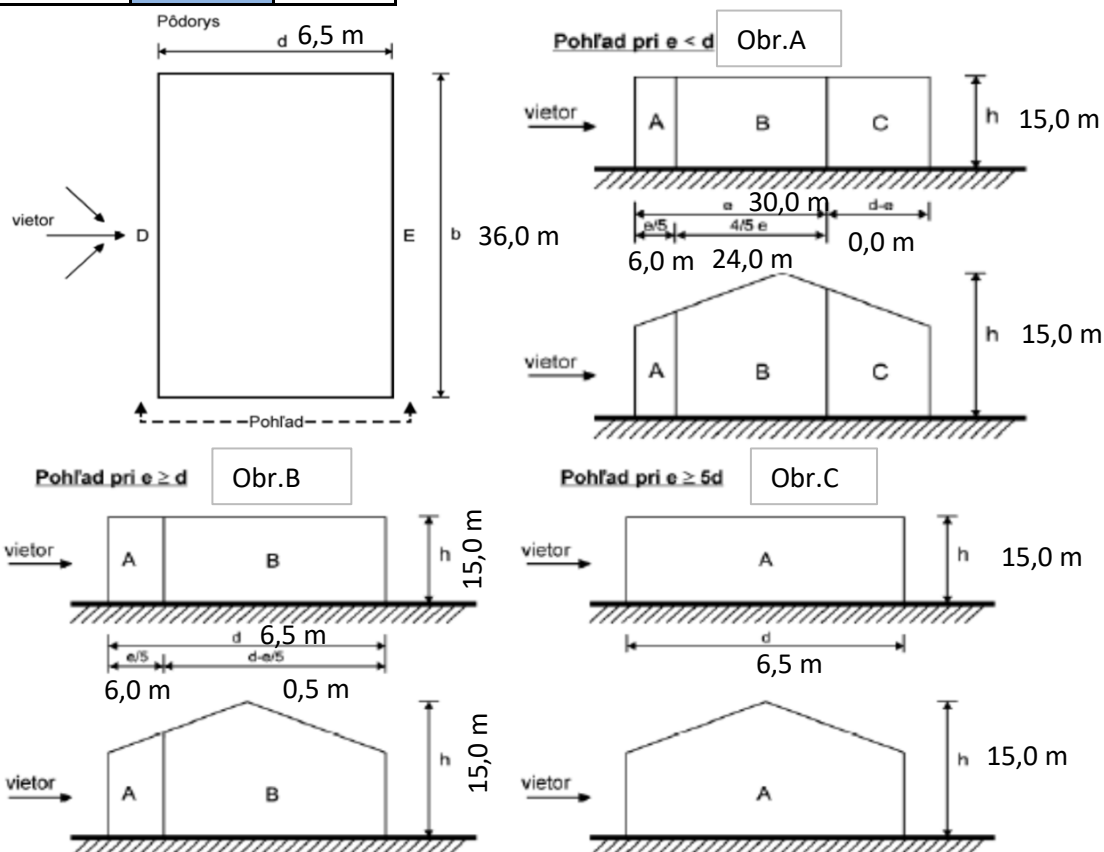 Pôdorys
d 6,5 m
vietor
D
E
b 36,0 m
Pohľad
Pohľad pri e < d
Obr.A
vietor
A
B
C
h 15,0 m
e 30,0 m
d-e
e/5
4/5 e
0,0 m
6,0 m
24,0 m
vietor
A
B
C
h 15,0 m
Pohľad pri e ≥ d
Obr.B
vietor
A
B
h
15,0 m
d 6,5 m
e/5
d-e/5
6,0 m
0,5 m
vietor
A
B
h
15,0 m
Pohľad pri e ≥ 5d
Obr.C
vietor
A
h 15,0 m
d
6,5 m
vietor
A
h 15,0 m